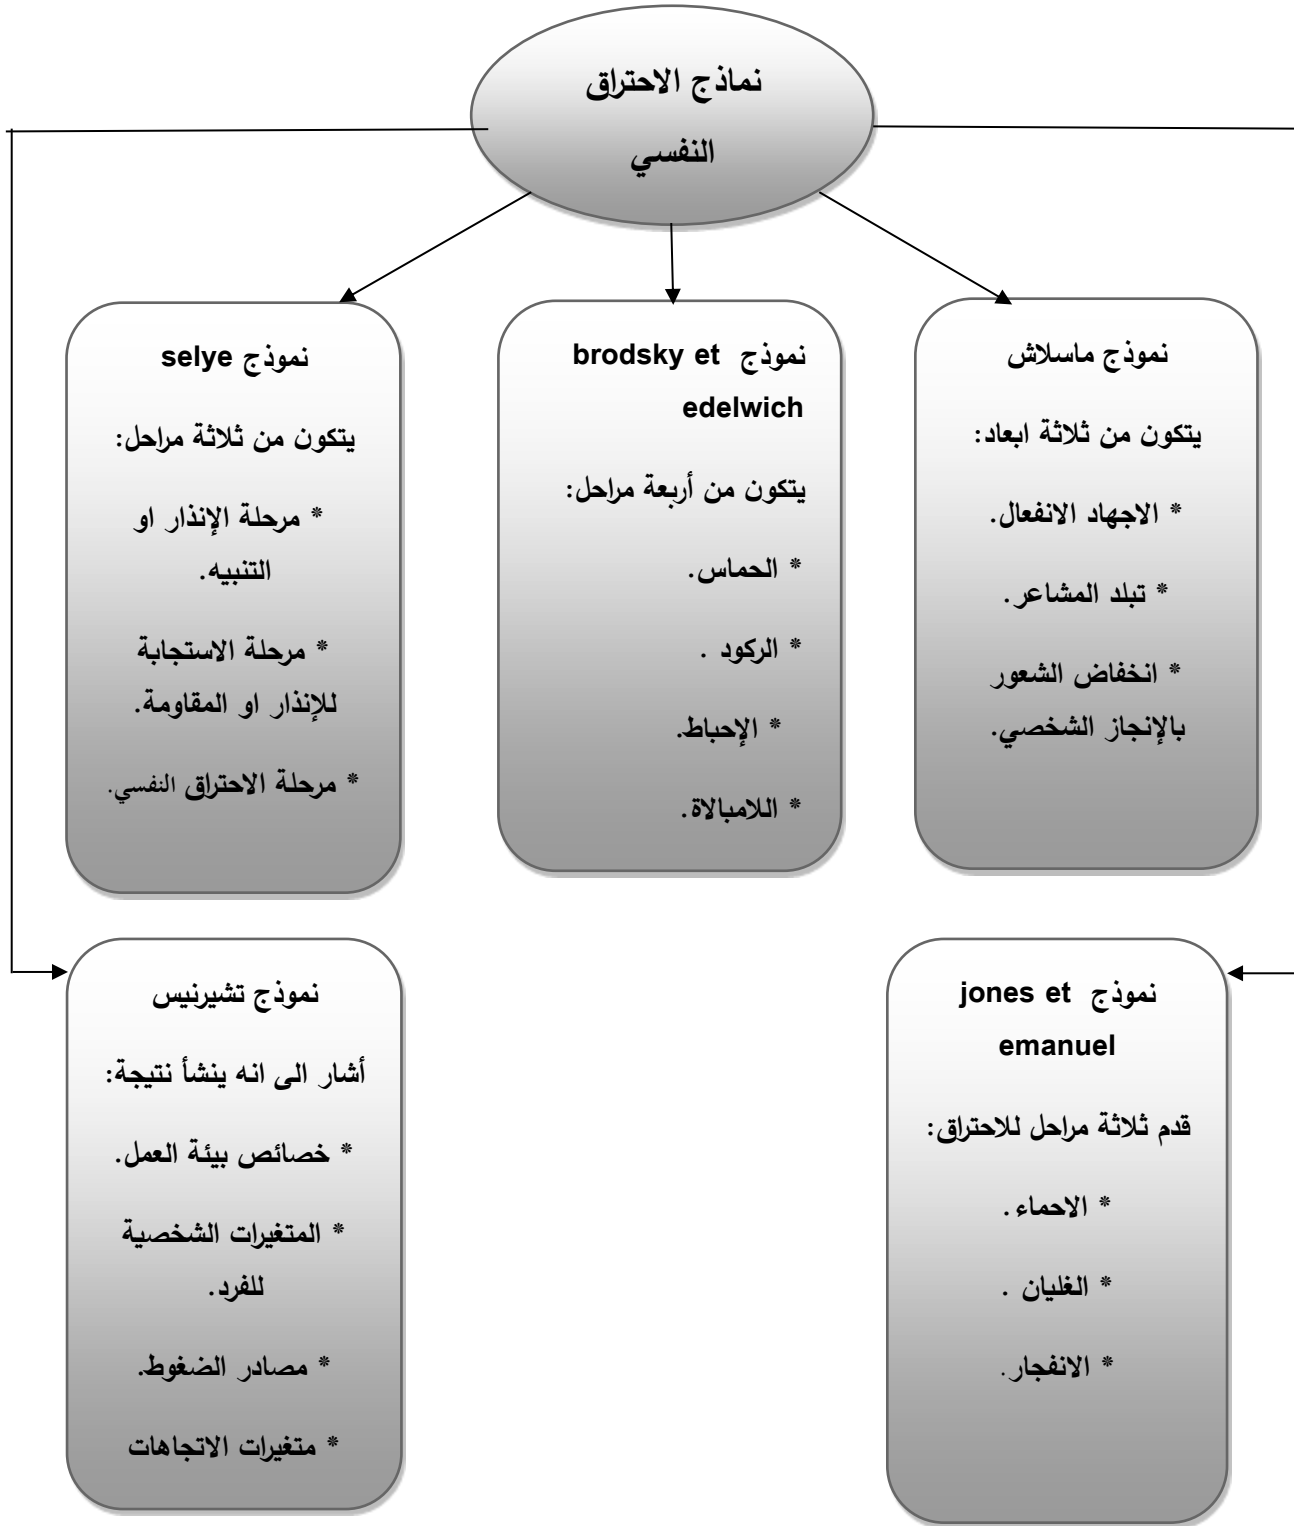 نماذج الاحتراق
النفسي
نموذج ماسلاش
يتكون من ثلاثة ابعاد:
* الاجهاد الانفعال.
* تبلد المشاعر.
* انخفاض الشعور
بالإنجاز الشخصي.
نموذج brodsky et
edelwich
يتكون من أربعة مراحل:
* الحماس.
* الركود .
* الإحباط.
* اللامبالاة.
نموذج selye
يتكون من ثلاثة مراحل:
* مرحلة الإنذار او
التنبيه.
* مرحلة الاستجابة
للإنذار او المقاومة.
* مرحلة الاحتراق النفسي.
نموذج jones et
emanuel
قدم ثلاثة مراحل للاحتراق:
* الاحماء.
* الغليان .
* الانفجار.
نموذج تشيرنيس
أشار الى انه ينشأ نتيجة:
* خصائص بيئة العمل.
* المتغيرات الشخصية
للفرد.
* مصادر الضغوط.
* متغيرات الاتجاهات